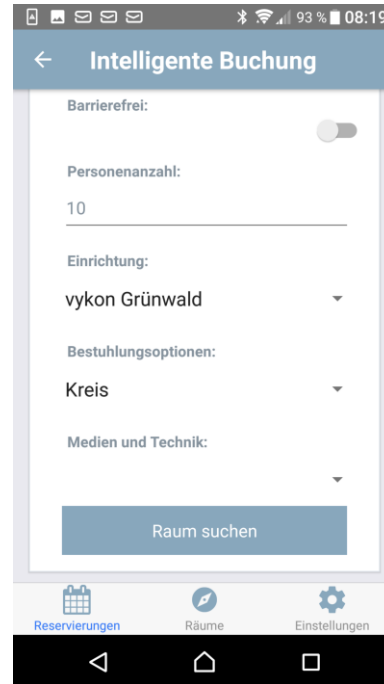 93 % 08:19
Intelligente Buchung
Barrierefrei:
Personenanzahl:
10
Einrichtung:
vykon Grünwald
Bestuhlungsoptionen:
Kreis
Medien und Technik:
Raum suchen
Reservierungen Räume Einstellungen